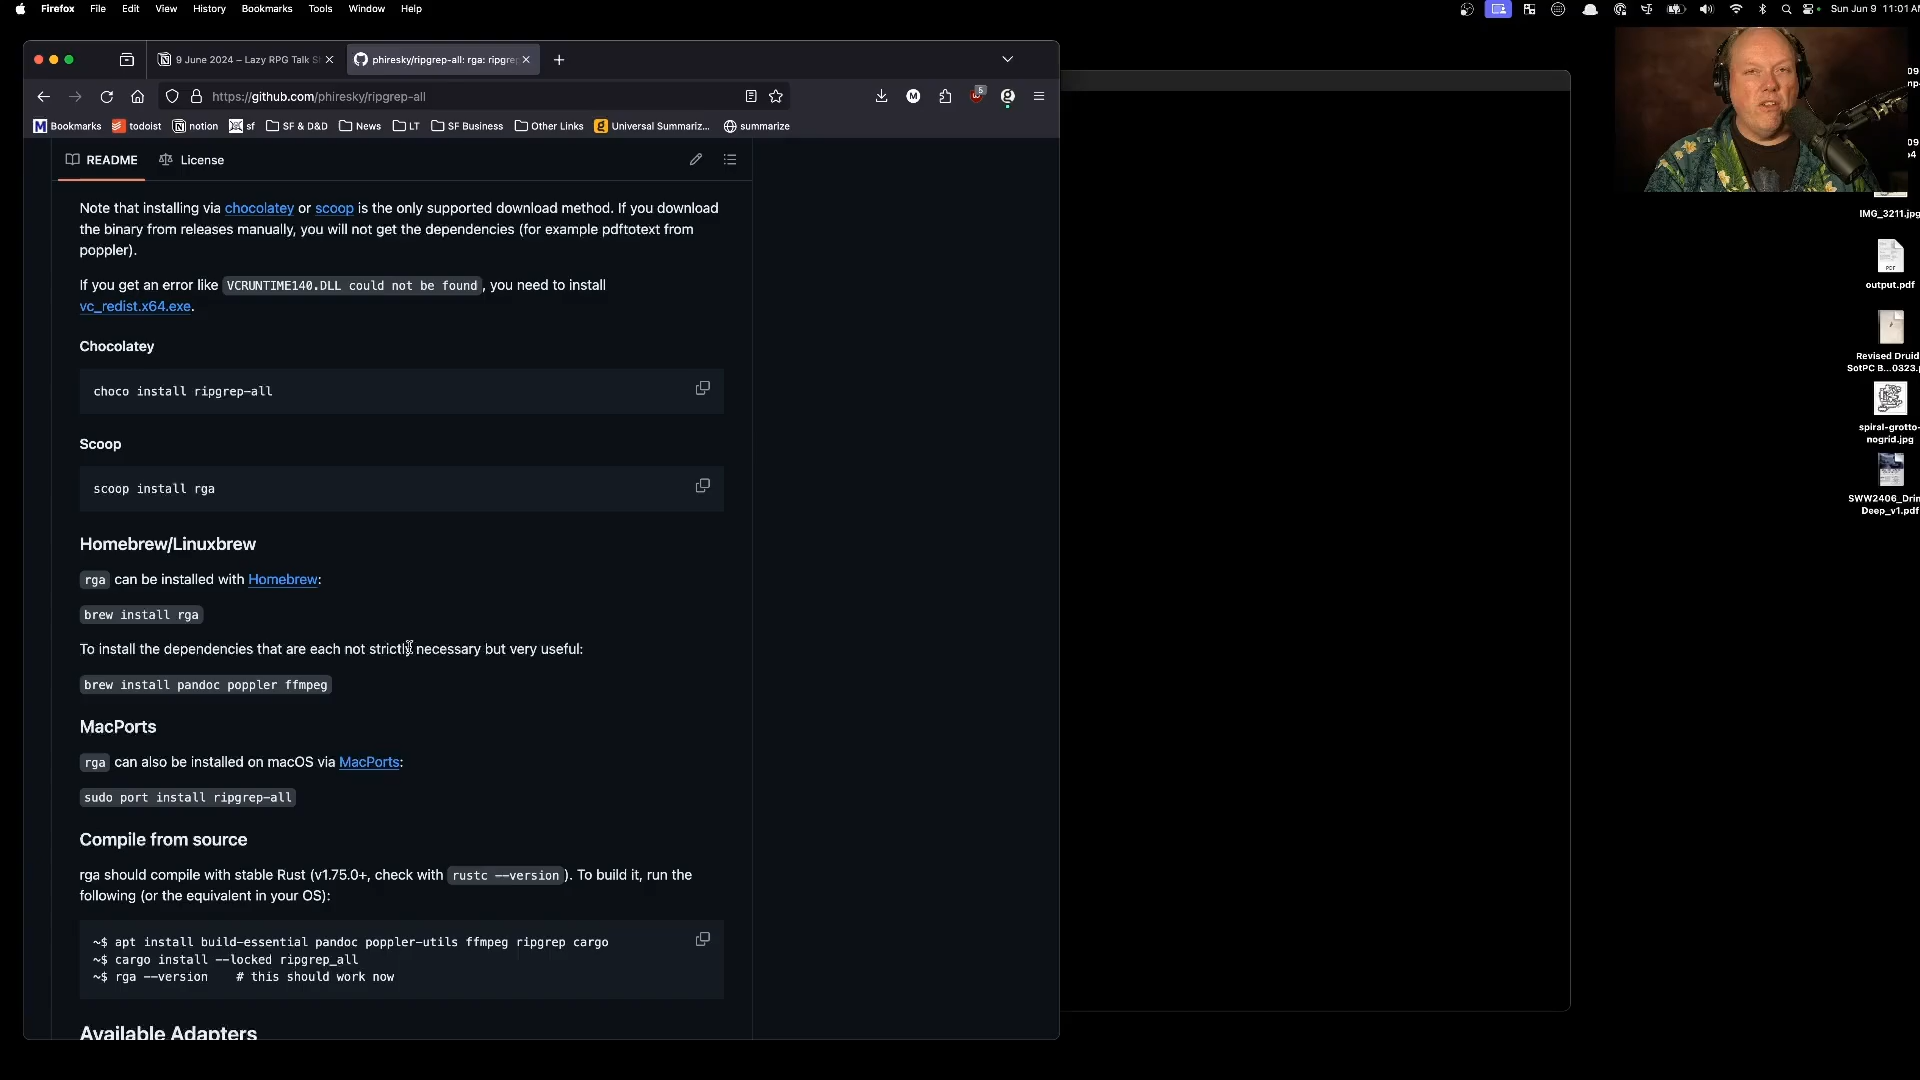 Firefox File Edit View History Bookmarks Tools Window Help
Sun Jun 9 11:01AM
9 June 2024 – Lazy RPG Talk S
phiresky/ripgrep-all: rga: ripgre
https://github.com/phiresky/ripgrep-all
5
M
Bookmarks todoist notion sf SF & D&D News LT SF Business Other Links Universal Summariz... summarize
README License
Note that installing via chocolatey or scoop is the only supported download method. If you download
the binary from releases manually, you will not get the dependencies (for example pdftotext from
poppler).
If you get an error like VCRUNTIME140.DLL could not be found, you need to install
vc_redist.x64.exe.
Chocolatey
choco install ripgrep-all
Scoop
scoop install rga
Homebrew/Linuxbrew
rga can be installed with Homebrew:
brew install rga
To install the dependencies that are each not strictly necessary but very useful:
brew install pandoc poppler ffmpeg
MacPorts
rga can also be installed on macOS via MacPorts:
sudo port install ripgrep-all
Compile from source
rga should compile with stable Rust (v1.75.0+, check with rustc --version). To build it, run the
following (or the equivalent in your OS):
~$ apt install build-essential pandoc poppler-utils ffmpeg ripgrep cargo
~$ cargo install --locked ripgrep_all
~$ rga --version # this should work now
Available Adapters
IMG_3211.jpg
PDF
output.pdf
Revised Druid
SotPC B...0323.
spiral-grotto-
nogrid.jpg
SWW2406_Drin
Deep_v1.pdf